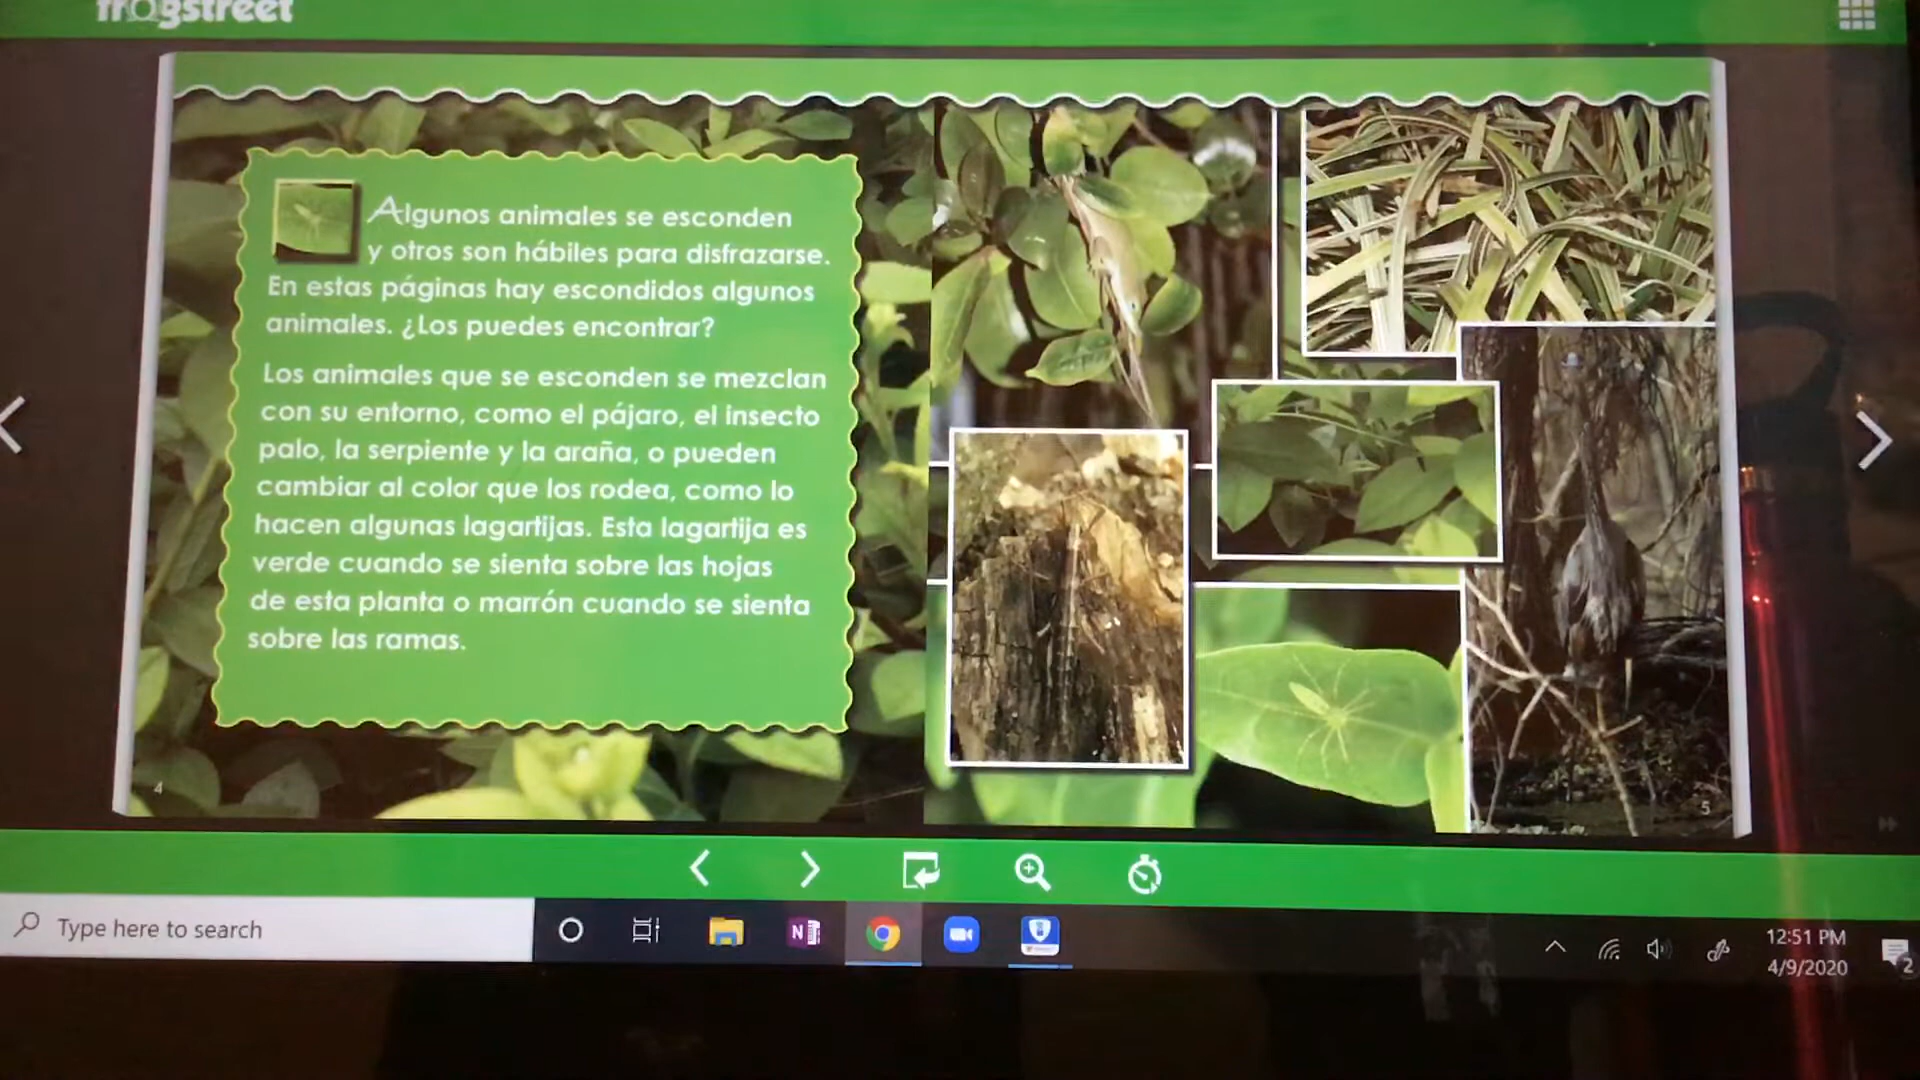 frogstreet
Algunos animales se esconden
y otros son hábiles para disfrazarse.
En estas páginas hay escondidos algunos
animales. ¿Los puedes encontrar?
Los animales que se esconden se mezclan
con su entorno, como el pájaro, el insecto
palo, la serpiente y la araña, o pueden
cambiar al color que los rodea, como lo
hacen algunas lagartijas. Esta lagartija es
verde cuando se sienta sobre las hojas
de esta planta o marrón cuando se sienta
sobre las ramas.
4
5
Type here to search
N
12:51 PM
4/9/2020
2